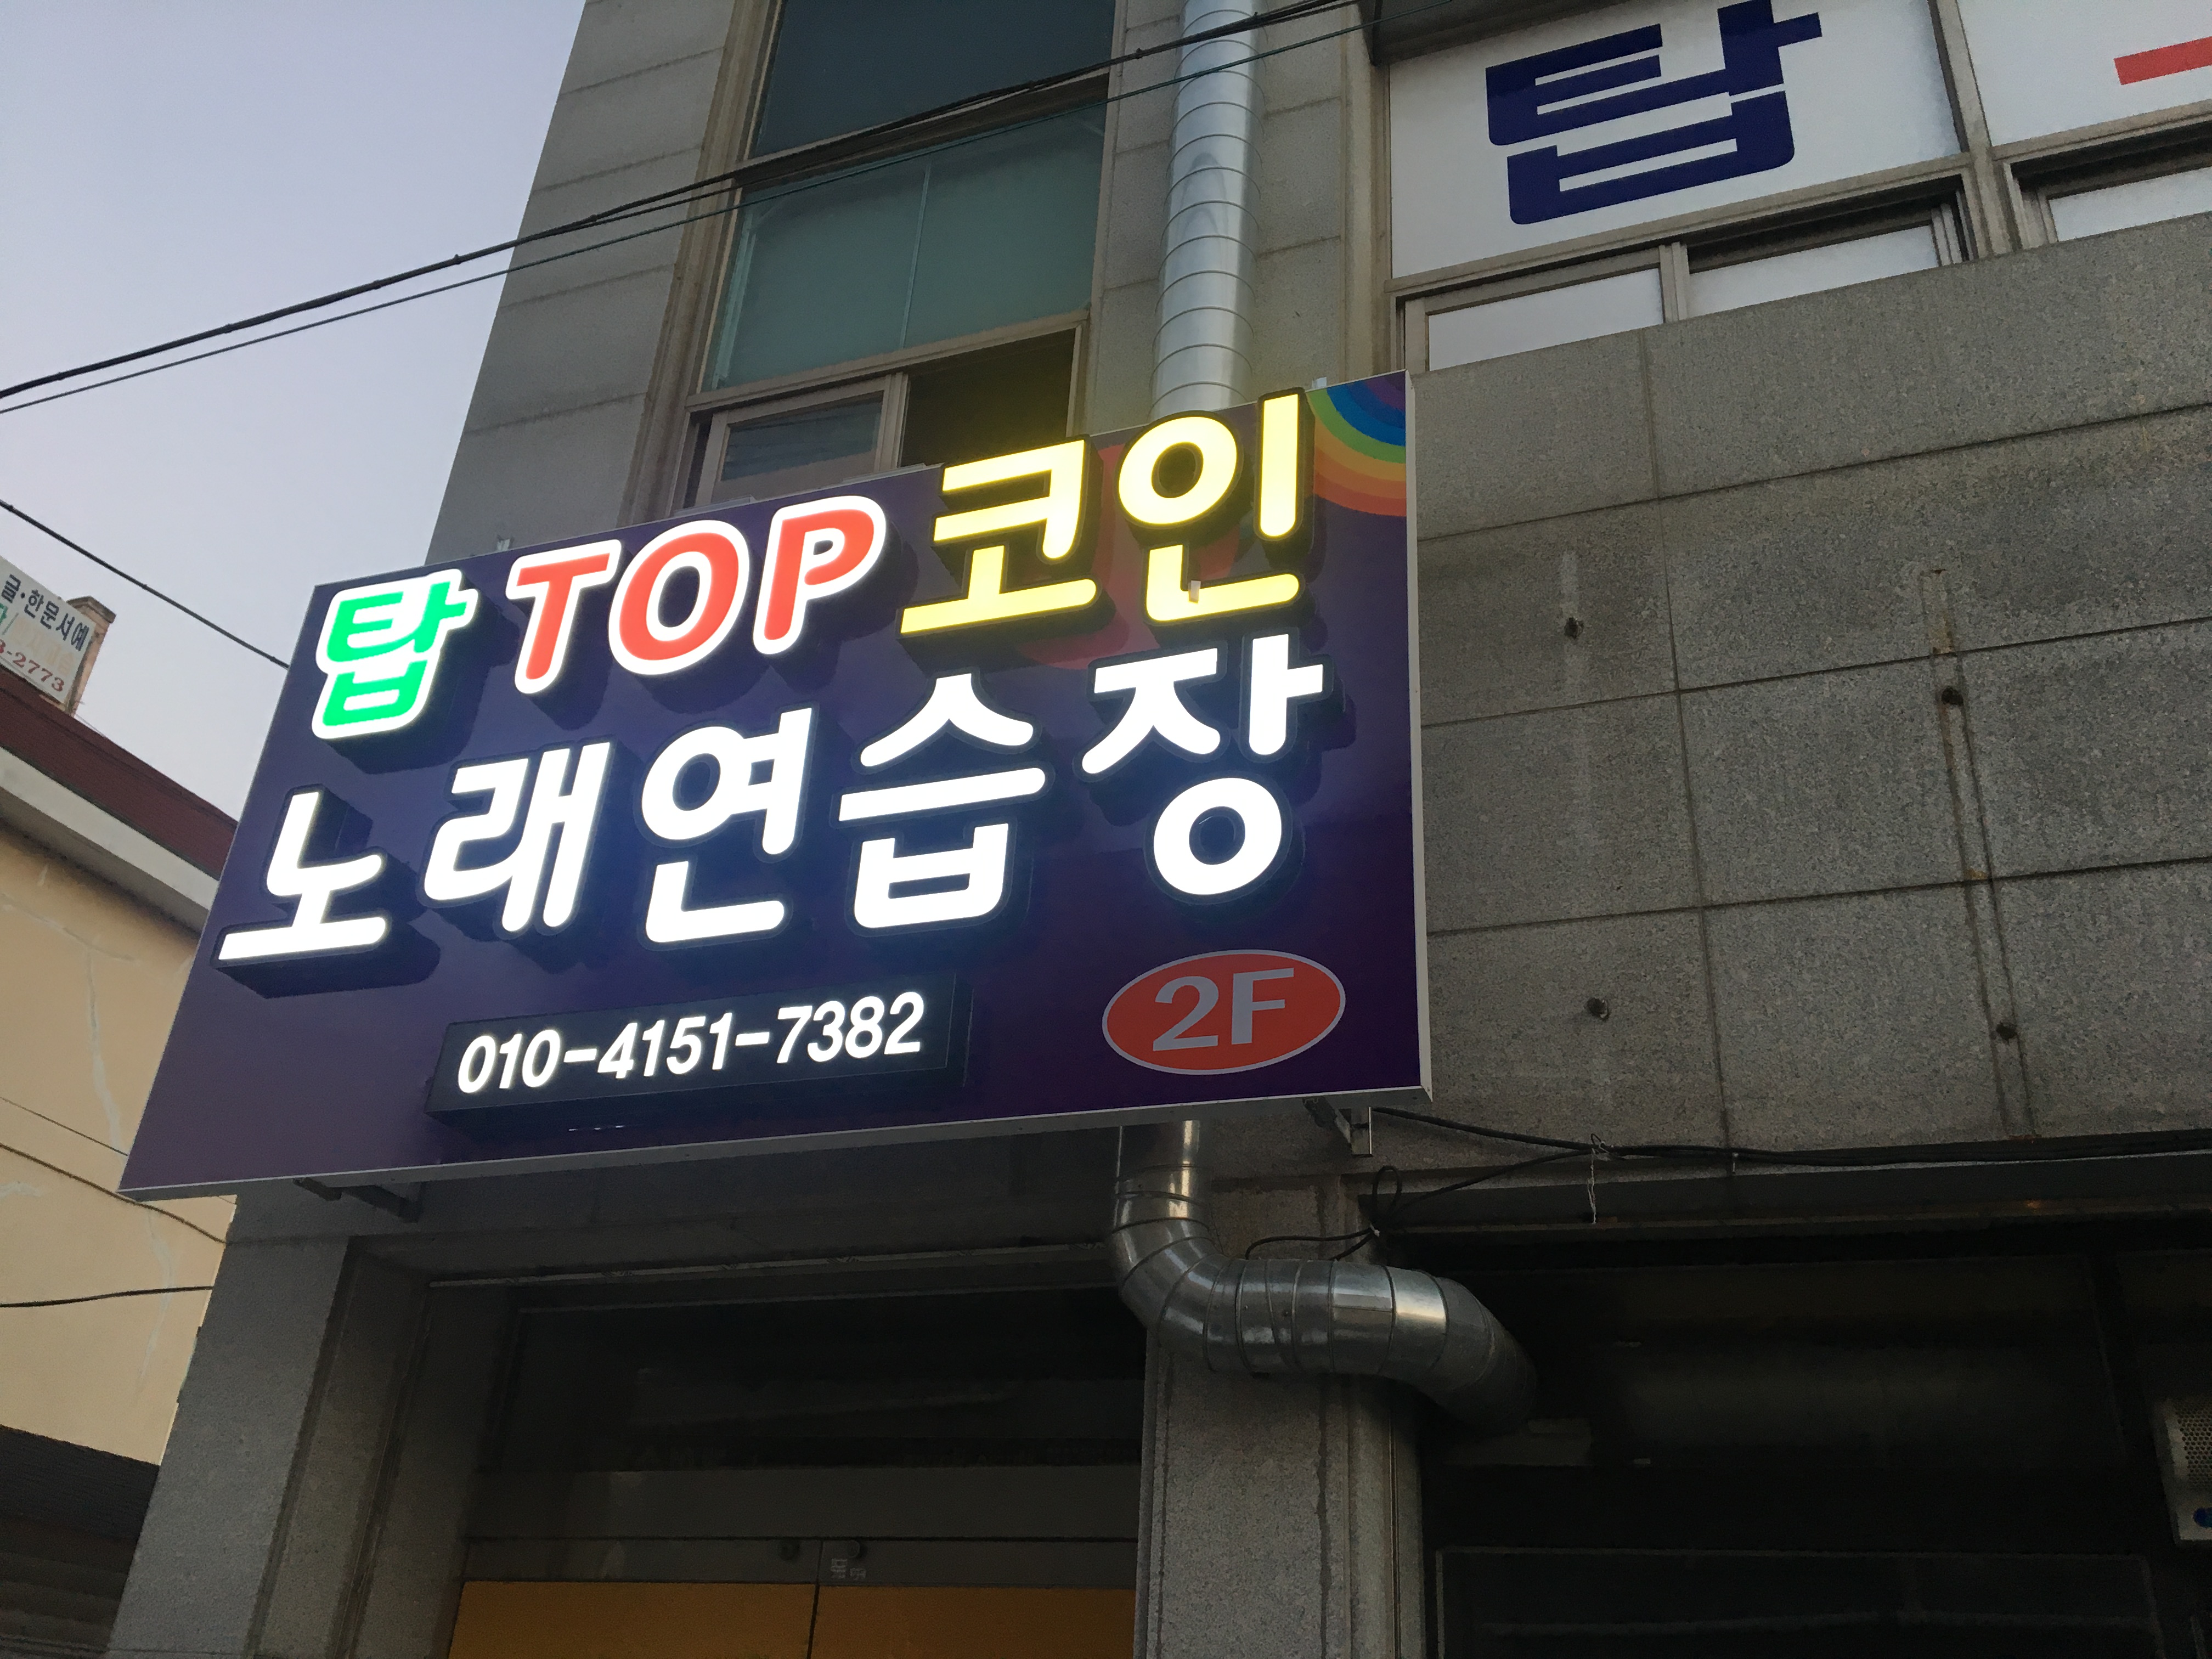 탑
탑 TOP 코인
노래연습장
010-4151-7382
2F
글·한문서예
3-2773